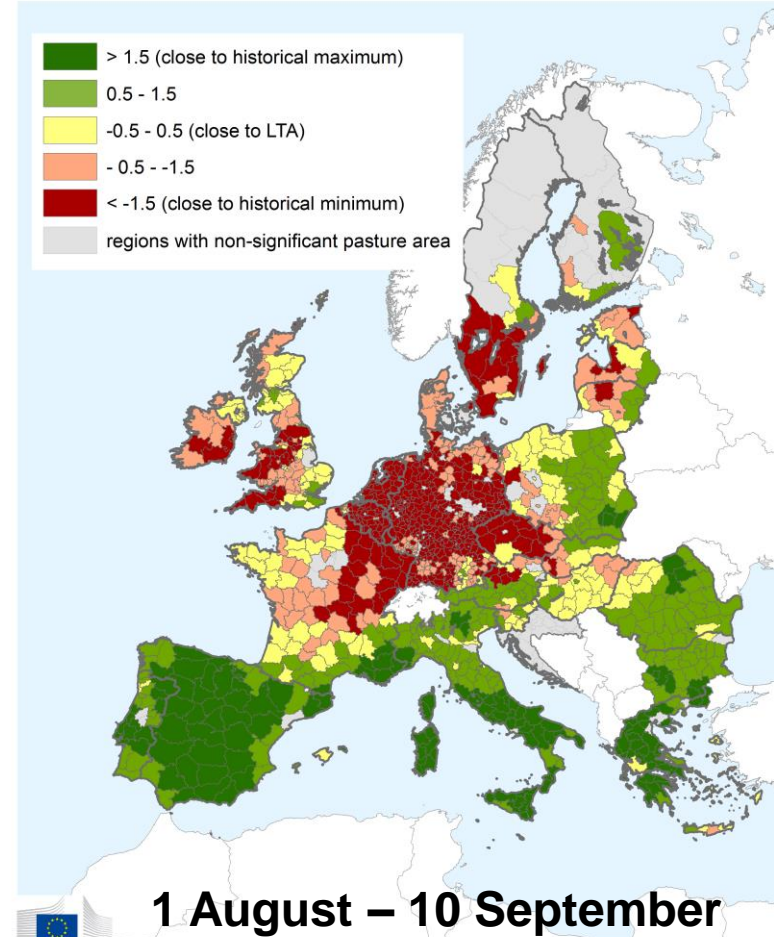 > 1.5 (close to historical maximum)
0.5 - 1.5
-0.5 - 0.5 (close to LTA)
- 0.5 - -1.5
< -1.5 (close to historical minimum)
regions with non-significant pasture area
1 August – 10 September